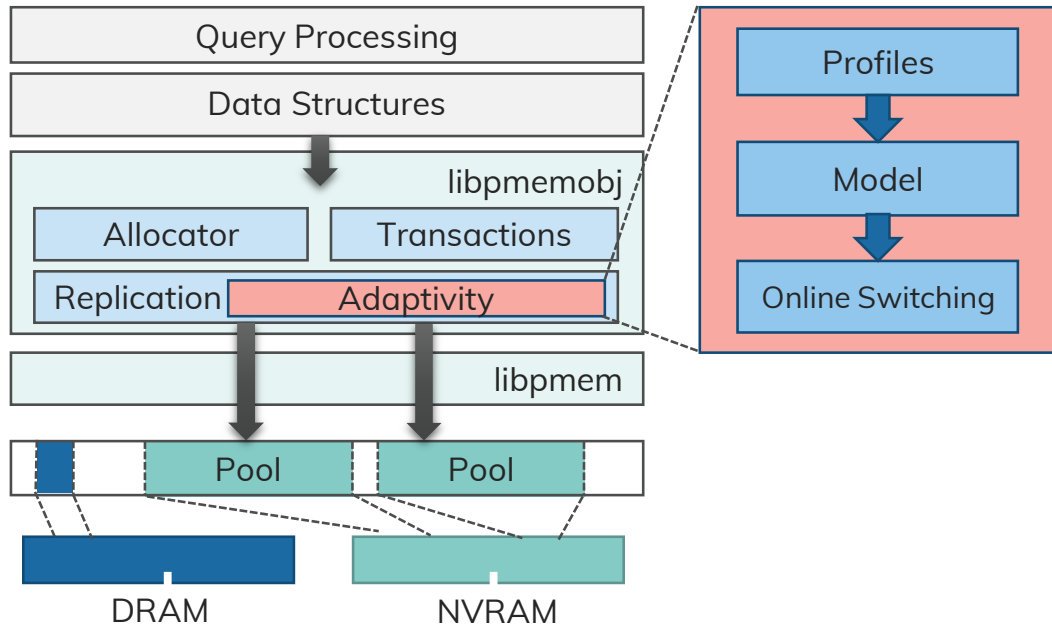 Query Processing
Data Structures
libpmemobj
Allocator
Transactions
Replication
Adaptivity
libpmem
Pool
Pool
DRAM
NVRAM
Profiles
Model
Online Switching